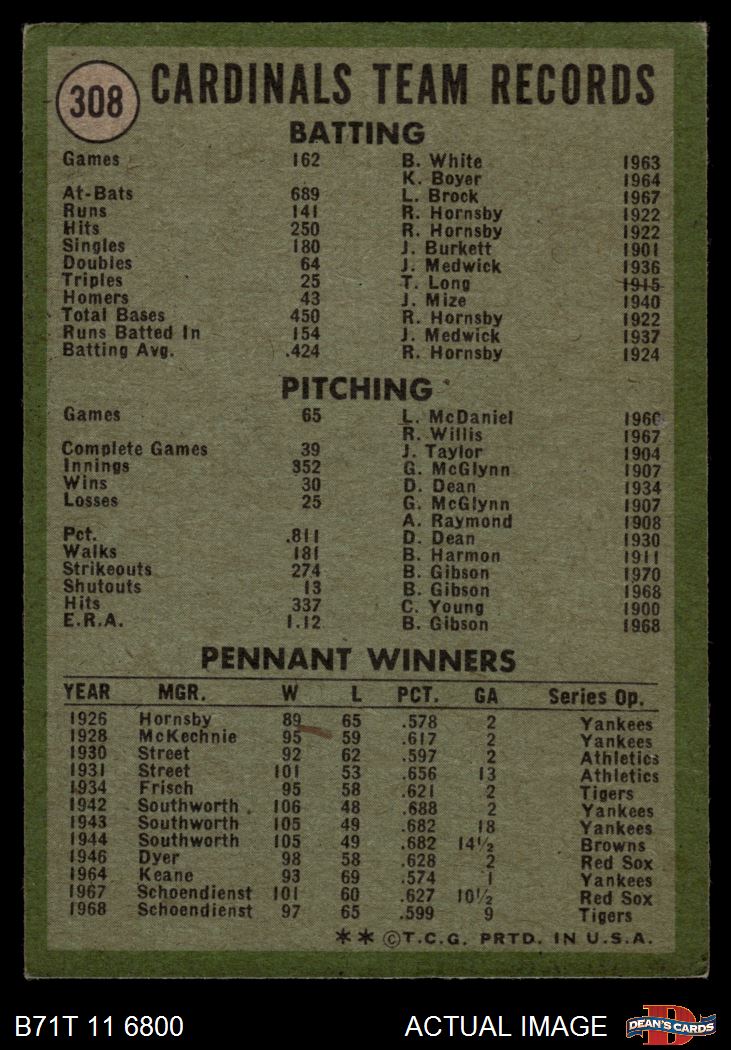 308 CARDINALS TEAM RECORDS
BATTING
Games 162 B. White 1963
K. Boyer 1964
At-Bats 689 L. Brock 1967
Runs 141 R. Hornsby 1922
Hits 250 R. Hornsby 1922
Singles 180 J. Burkett 1901
Doubles 64 J. Medwick 1936
Triples 25 T. Long 1915
Homers 43 J. Mize 1940
Total Bases 450 R. Hornsby 1922
Runs Batted In 154 J. Medwick 1937
Batting Avg. .424 R. Hornsby 1924
PITCHING
Games 65 L. McDaniel 1960
R. Willis 1967
Complete Games 39 J. Taylor 1904
Innings 352 G. McGlynn 1907
Wins 30 D. Dean 1934
Losses 25 G. McGlynn 1907
A. Raymond 1908
Pct. .811 D. Dean 1930
Walks 181 B. Harmon 1911
Strikeouts 274 B. Gibson 1970
Shutouts 13 B. Gibson 1968
Hits 337 C. Young 1900
E.R.A. 1.12 B. Gibson 1968
PENNANT WINNERS
YEAR MGR. W L PCT. GA Series Op.
1926 Hornsby 89 65 .578 2 Yankees
1928 McKechnie 95 59 .617 2 Yankees
1930 Street 92 62 .597 2 Athletics
1931 Street 101 53 .656 13 Athletics
1934 Frisch 95 58 .621 2 Tigers
1942 Southworth 106 48 .688 2 Yankees
1943 Southworth 105 49 .682 18 Yankees
1944 Southworth 105 49 .682 14½ Browns
1946 Dyer 98 58 .628 2 Red Sox
1964 Keane 93 69 .574 1 Yankees
1967 Schoendienst 101 60 .627 10½ Red Sox
1968 Schoendienst 97 65 .599 9 Tigers
** ©T.C.G. PRTD. IN U.S.A.
B71T 11 6800 ACTUAL IMAGE DEAN'S CARDS